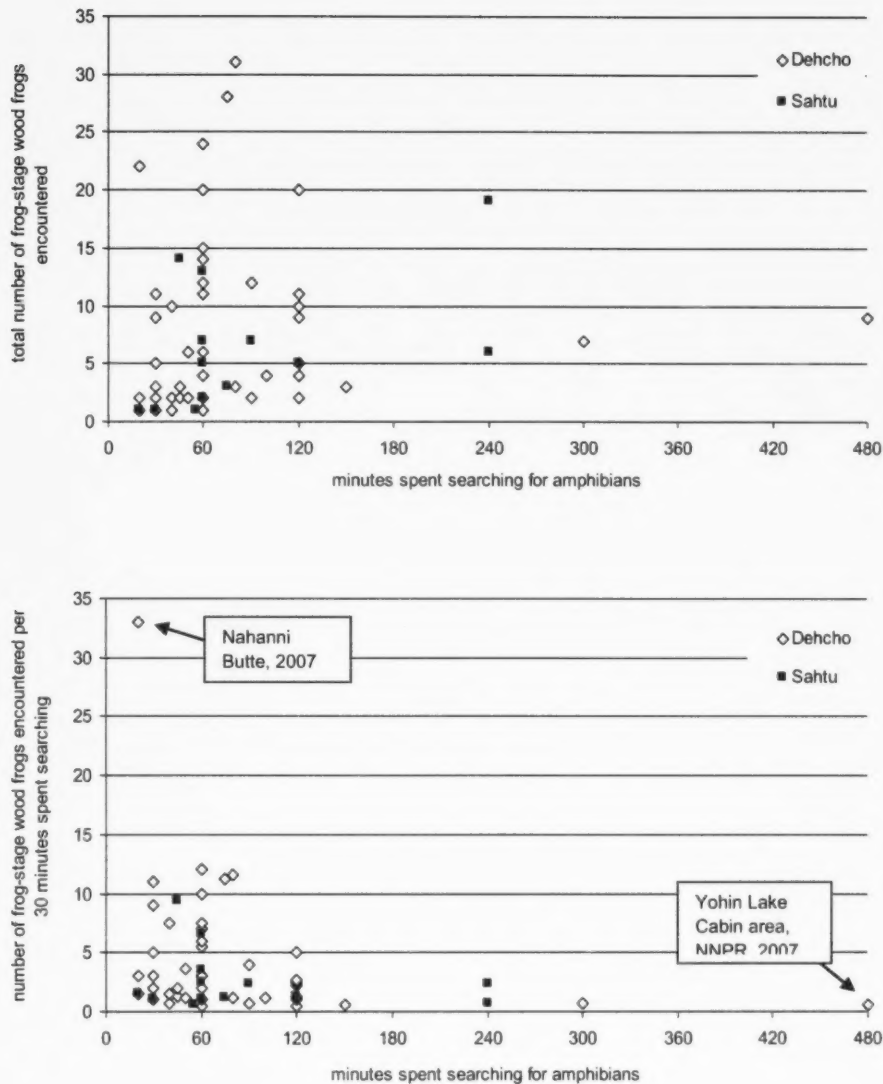 35
30
25
20
15
10
5
0
total number of frog-stage wood frogs
encountered
Dehcho
Sahtu
0 60 120 180 240 300 360 420 480
minutes spent searching for amphibians
35
30
25
20
15
10
5
0
number of frog-stage wood frogs encountered per
30 minutes spent searching
Nahanni
Butte, 2007
Dehcho
Sahtu
Yohin Lake
Cabin area,
NNPR, 2007
0 60 120 180 240 300 360 420 480
minutes spent searching for amphibians